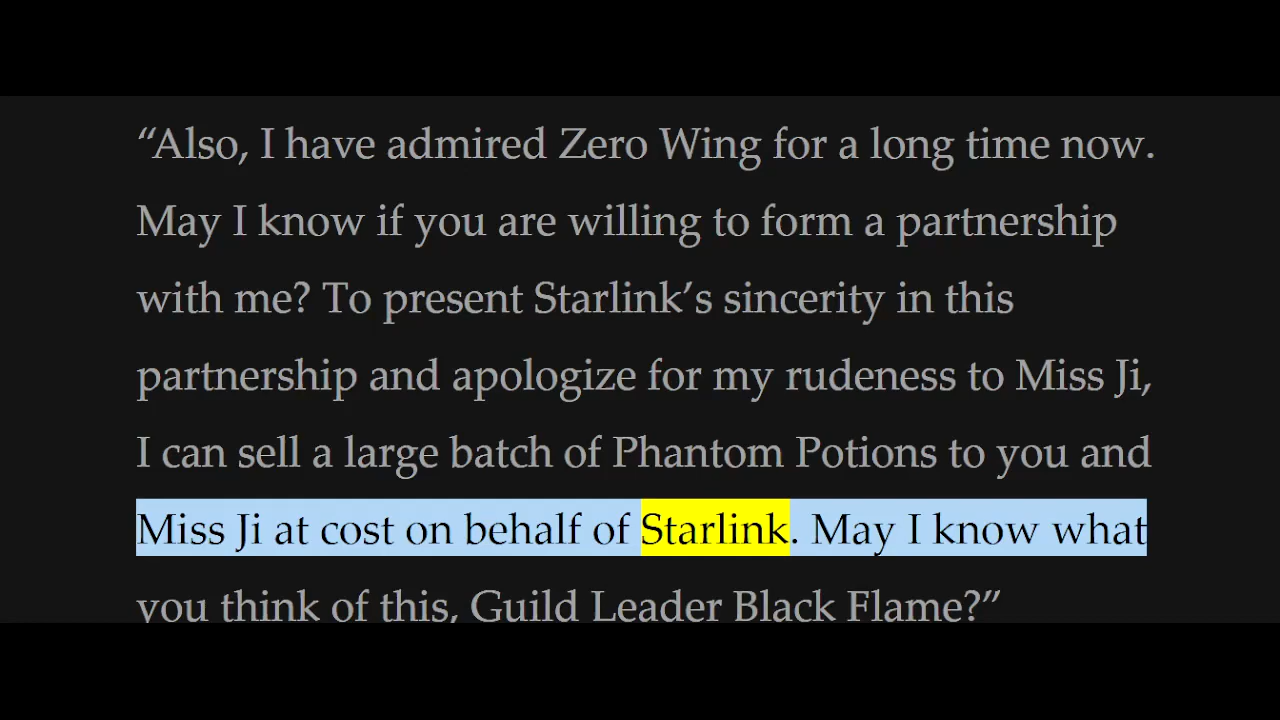 “Also, I have admired Zero Wing for a long time now.
May I know if you are willing to form a partnership
with me? To present Starlink’s sincerity in this
partnership and apologize for my rudeness to Miss Ji,
I can sell a large batch of Phantom Potions to you and
Miss Ji at cost on behalf of Starlink. May I know what
you think of this, Guild Leader Black Flame?”